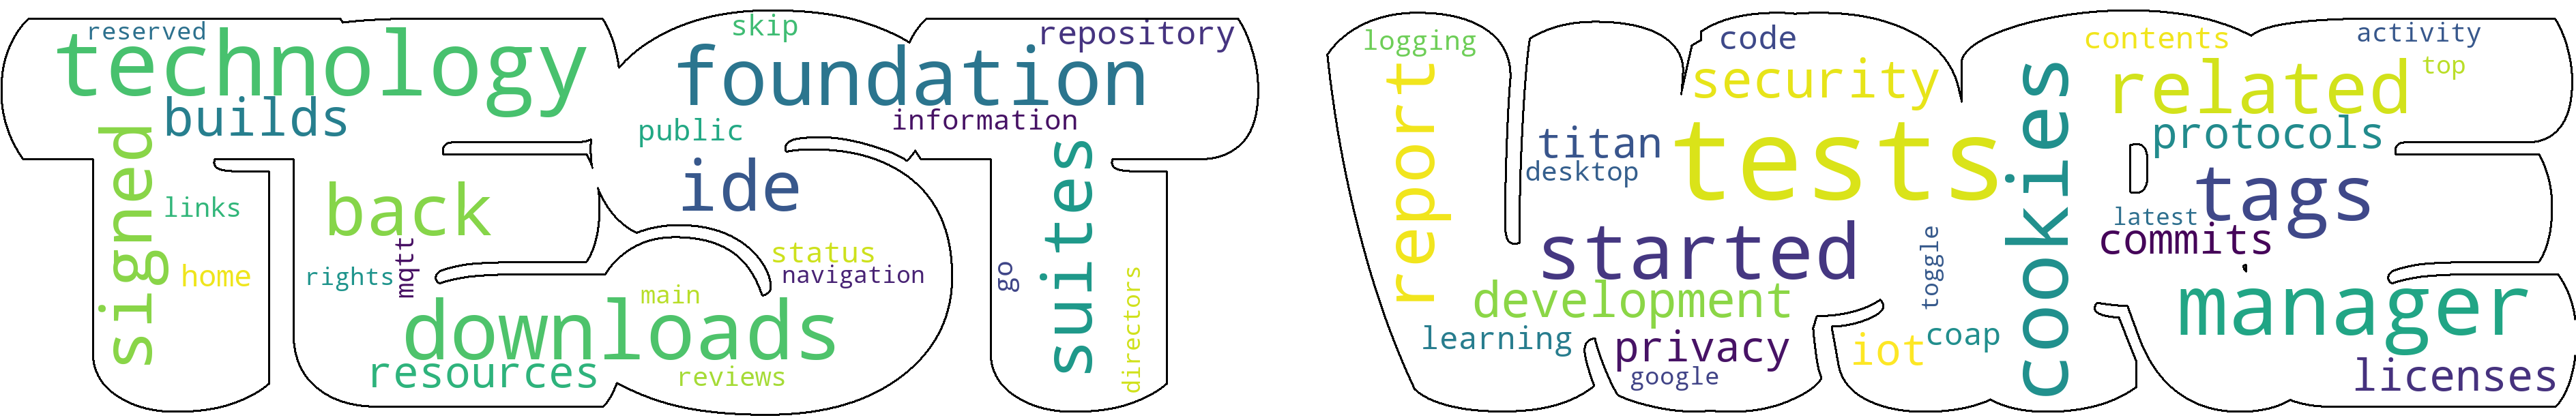 reserved
technology
builds
signed
links
home
back
rights
mqtt
downloads
resources
skip
foundation
repository
public
information
ide
status
navigation
main
reviews
suites
go
directors
logging
report
code
security
titan
desktop
tests
started
development
learning
privacy
google
toggle
iot
coap
cookies
contents
activity
related
top
protocols
tags
latest
commits
manager
licenses